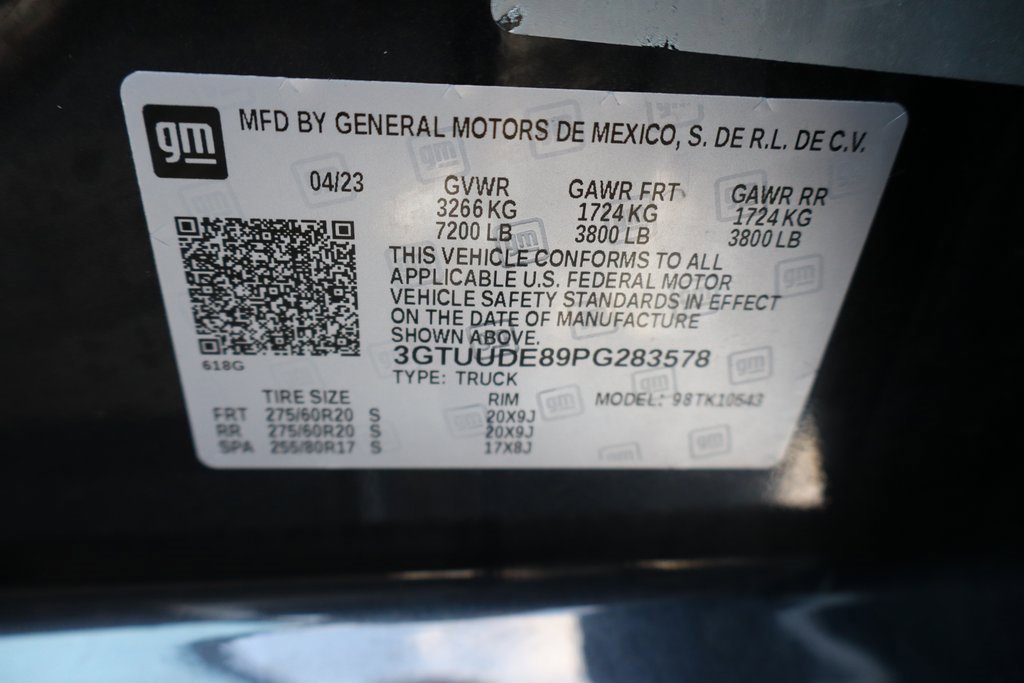 gm
MFD BY GENERAL MOTORS DE MEXICO, S. DE R.L. DE C.V.
04/23
GVWR GAWR FRT GAWR RR
3266 KG 1724 KG 1724 KG
7200 LB 3800 LB 3800 LB
THIS VEHICLE CONFORMS TO ALL
APPLICABLE U.S. FEDERAL MOTOR
VEHICLE SAFETY STANDARDS IN EFFECT
ON THE DATE OF MANUFACTURE
SHOWN ABOVE.
3GTUUDE89PG283578
618G
TYPE: TRUCK
TIRE SIZE RIM MODEL: 98TK10543
FRT 275/60R20 S 20X9J
RR 275/60R20 S 20X9J
SPA 255/80R17 S 17X8J